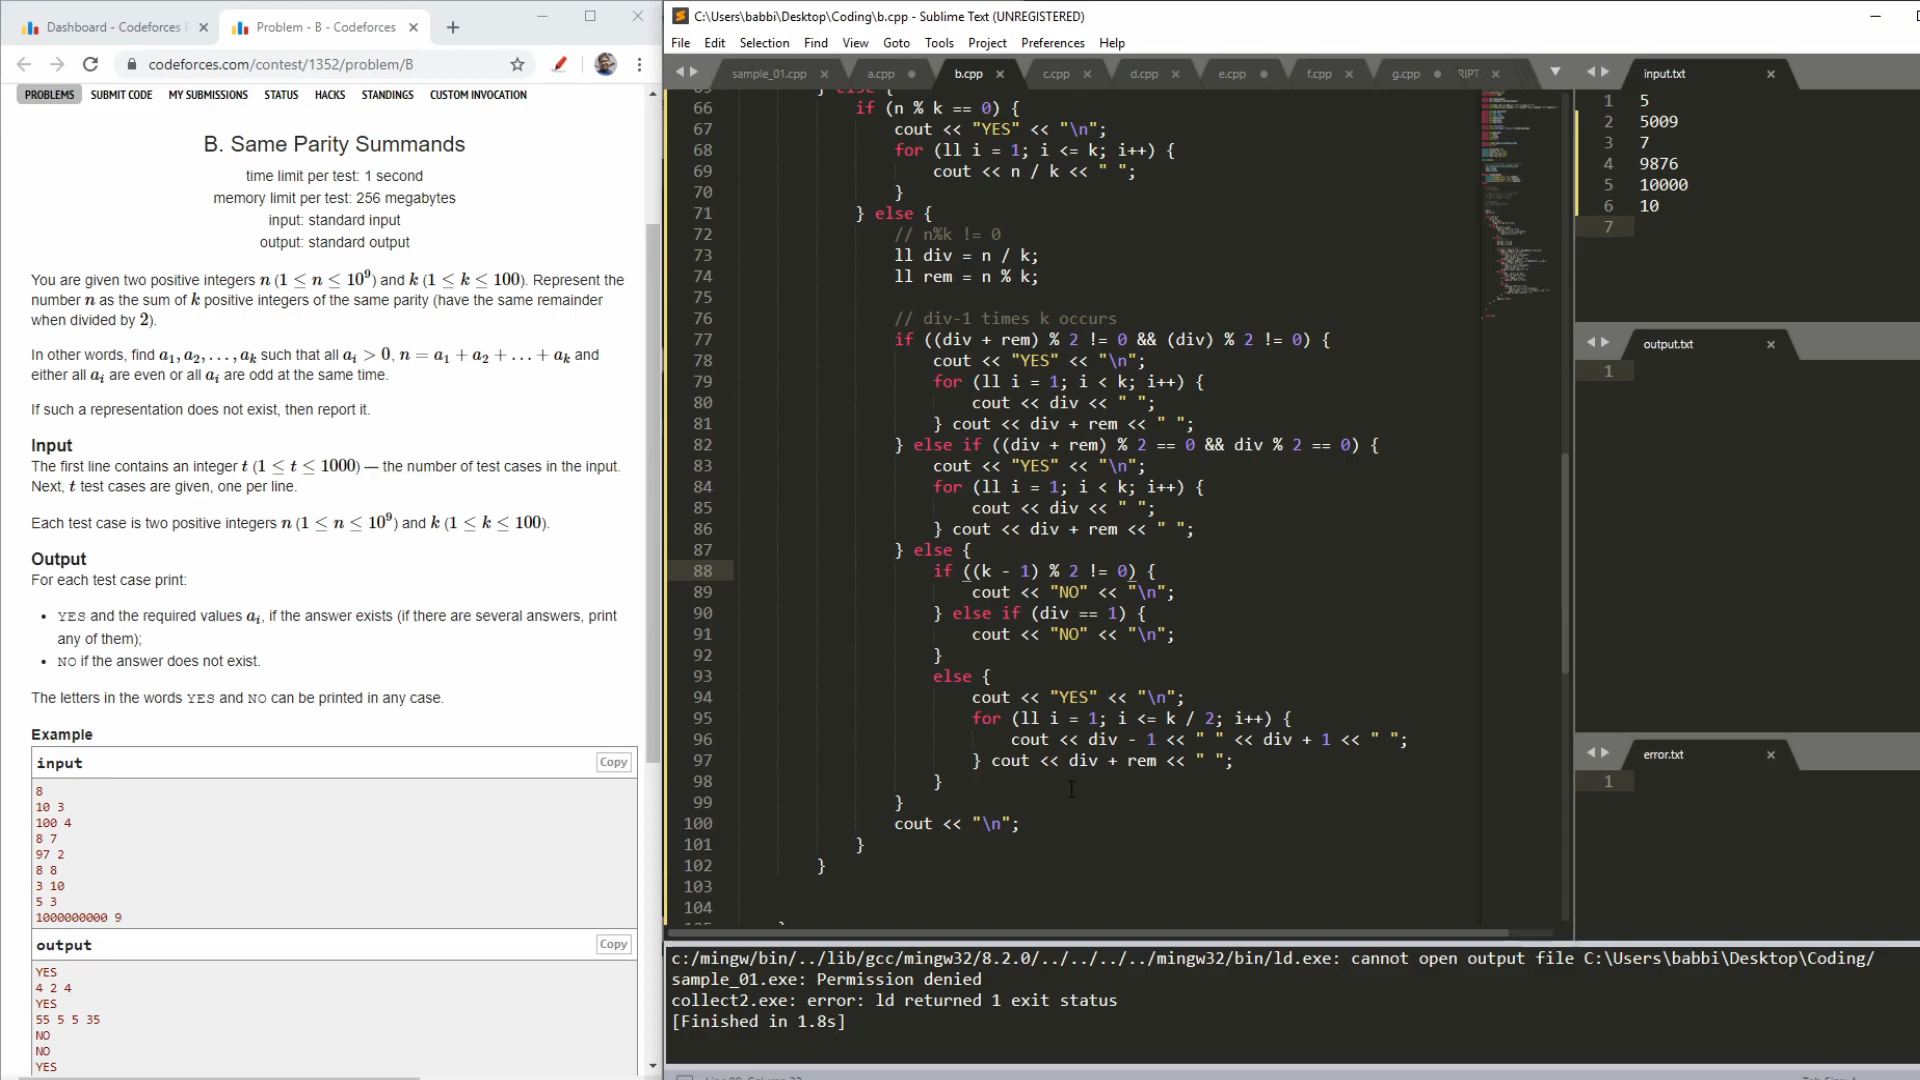 Dashboard - Codeforces
Problem - B - Codeforces
codeforces.com/contest/1352/problem/B
PROBLEMS SUBMIT CODE MY SUBMISSIONS STATUS HACKS STANDINGS CUSTOM INVOCATION
B. Same Parity Summands
time limit per test: 1 second
memory limit per test: 256 megabytes
input: standard input
output: standard output
You are given two positive integers n (1 ≤ n ≤ 10⁹) and k (1 ≤ k ≤ 100). Represent the
number n as the sum of k positive integers of the same parity (have the same remainder
when divided by 2).
In other words, find a₁, a₂, . . . , aₖ such that all aᵢ > 0, n = a₁ + a₂ + . . . + aₖ and
either all aᵢ are even or all aᵢ are odd at the same time.
If such a representation does not exist, then report it.
Input
The first line contains an integer t (1 ≤ t ≤ 1000) — the number of test cases in the input.
Next, t test cases are given, one per line.
Each test case is two positive integers n (1 ≤ n ≤ 10⁹) and k (1 ≤ k ≤ 100).
Output
For each test case print:
• YES and the required values aᵢ, if the answer exists (if there are several answers, print
any of them);
• NO if the answer does not exist.
The letters in the words YES and NO can be printed in any case.
Example
input Copy
8
10 3
100 4
8 7
97 2
8 8
3 10
5 3
1000000000 9
output Copy
YES
4 2 4
YES
55 5 5 35
NO
NO
YES
C:\Users\babbi\Desktop\Coding\b.cpp - Sublime Text (UNREGISTERED)
File Edit Selection Find View Goto Tools Project Preferences Help
sample_01.cpp a.cpp b.cpp c.cpp d.cpp e.cpp f.cpp g.cpp RIPT.
65 } else {
66 if (n % k == 0) {
67 cout << "YES" << "\n";
68 for (ll i = 1; i <= k; i++) {
69 cout << n / k << " ";
70 }
71 } else {
72 // n%k != 0
73 ll div = n / k;
74 ll rem = n % k;
75
76 // div-1 times k occurs
77 if ((div + rem) % 2 != 0 && (div) % 2 != 0) {
78 cout << "YES" << "\n";
79 for (ll i = 1; i < k; i++) {
80 cout << div << " ";
81 } cout << div + rem << " ";
82 } else if ((div + rem) % 2 == 0 && div % 2 == 0) {
83 cout << "YES" << "\n";
84 for (ll i = 1; i < k; i++) {
85 cout << div << " ";
86 } cout << div + rem << " ";
87 } else {
88 if ((k - 1) % 2 != 0) {
89 cout << "NO" << "\n";
90 } else if (div == 1) {
91 cout << "NO" << "\n";
92 }
93 else {
94 cout << "YES" << "\n";
95 for (ll i = 1; i <= k / 2; i++) {
96 cout << div - 1 << " " << div + 1 << " ";
97 } cout << div + rem << " ";
98 }
99 }
100 cout << "\n";
101 }
102 }
103
104
input.txt
1 5
2 5009
3 7
4 9876
5 10000
6 10
7
output.txt
1
error.txt
1
c:/mingw/bin/../lib/gcc/mingw32/8.2.0/../../../../mingw32/bin/ld.exe: cannot open output file C:\Users\babbi\Desktop\Coding/
sample_01.exe: Permission denied
collect2.exe: error: ld returned 1 exit status
[Finished in 1.8s]